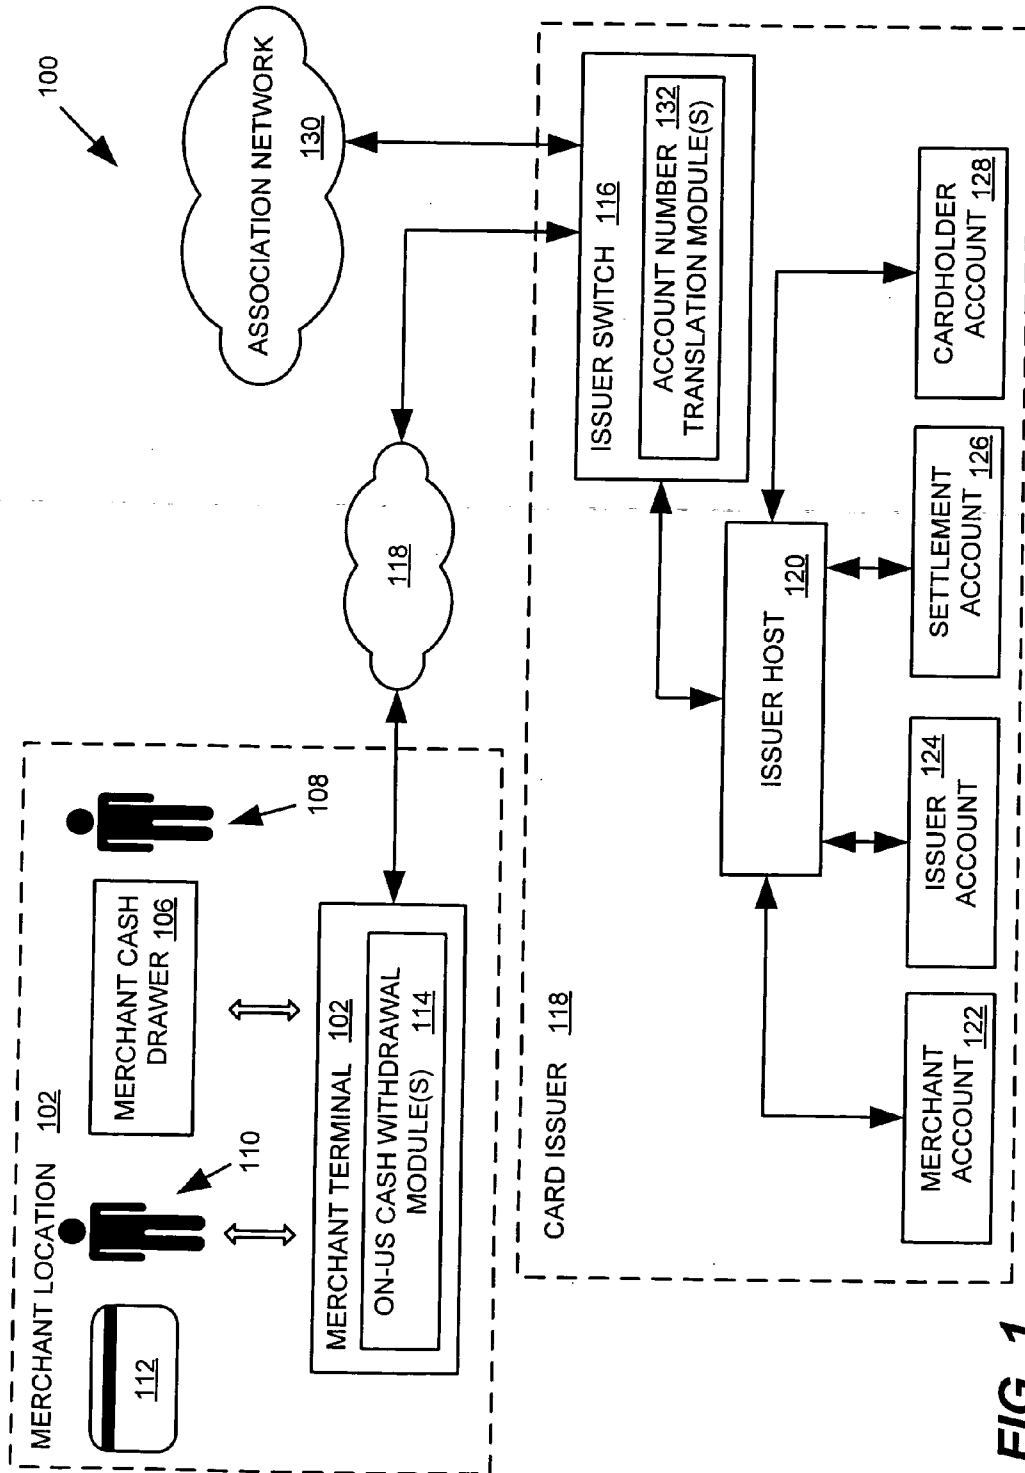 100
MERCHANT LOCATION 102
112
110
MERCHANT CASH
DRAWER 106
108
MERCHANT TERMINAL 102
ON-US CASH WITHDRAWAL
MODULE(S) 114
118
ASSOCIATION NETWORK
130
CARD ISSUER 118
ISSUER SWITCH 116
ACCOUNT NUMBER 132
TRANSLATION MODULE(S)
ISSUER HOST 120
MERCHANT
ACCOUNT 122
ISSUER 124
ACCOUNT
SETTLEMENT
ACCOUNT 126
CARDHOLDER
ACCOUNT 128
FIG. 1